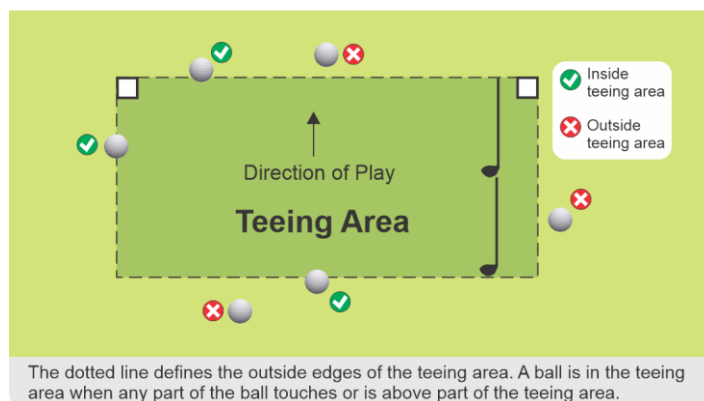 Inside
teeing area
Outside
teeing area
Direction of Play
Teeing Area
The dotted line defines the outside edges of the teeing area. A ball is in the teeing
area when any part of the ball touches or is above part of the teeing area.